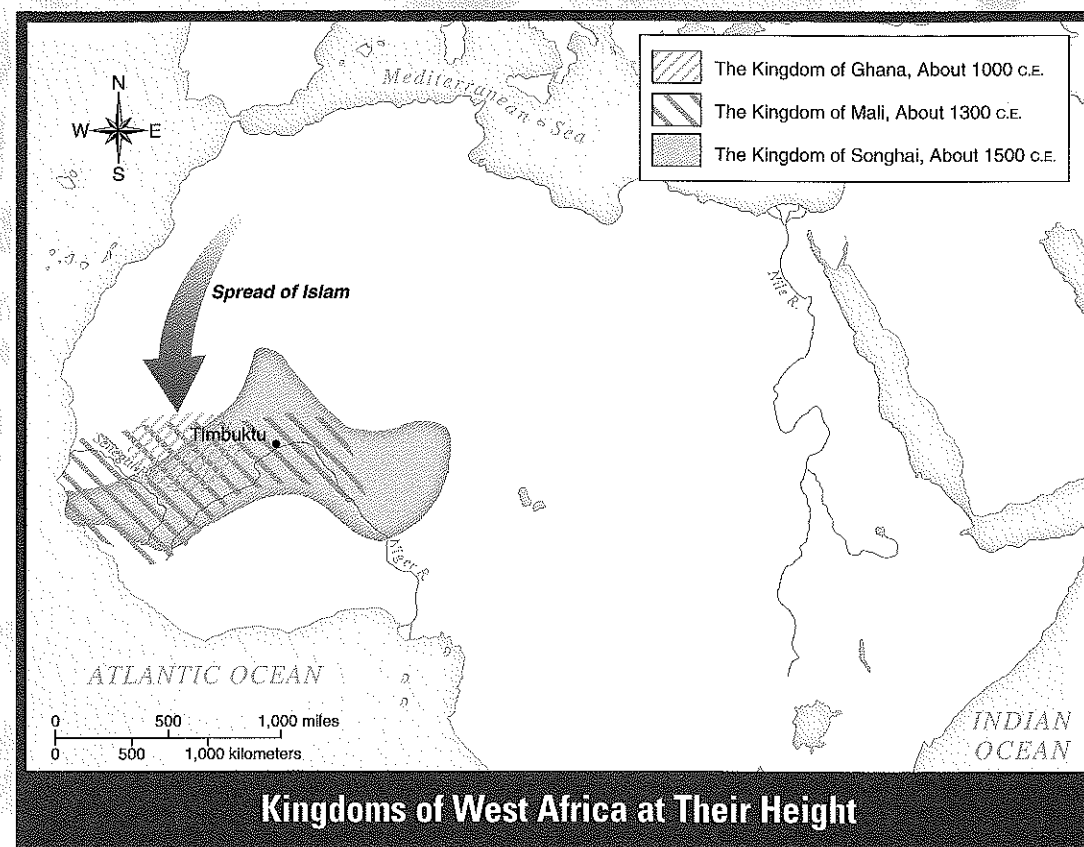 Mediterranean Sea
The Kingdom of Ghana, About 1000 C.E.
The Kingdom of Mali, About 1300 C.E.
The Kingdom of Songhai, About 1500 C.E.
N
W E
S
Nile R.
Spread of Islam
Timbuktu
Niger R.
ATLANTIC OCEAN
0 500 1,000 miles
0 500 1,000 kilometers
INDIAN
OCEAN
Kingdoms of West Africa at Their Height